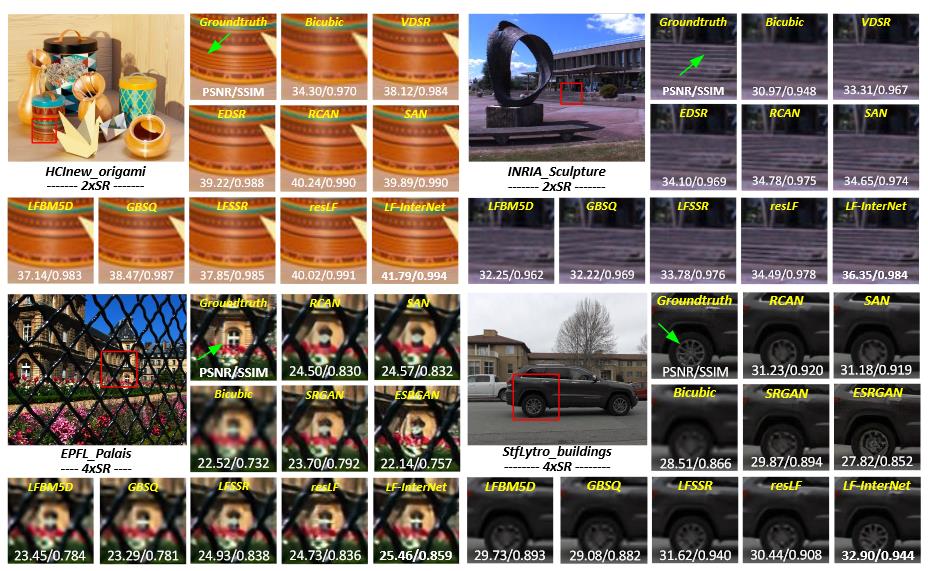 Groundtruth Bicubic VDSR
PSNR/SSIM 34.30/0.970 38.12/0.984
EDSR RCAN SAN
39.22/0.988 40.24/0.990 39.89/0.990
HCInew_origami
------- 2xSR -------
LFBM5D GBSQ LFSSR resLF LF-InterNet
37.14/0.983 38.47/0.987 37.85/0.985 40.02/0.991 41.79/0.994
Groundtruth Bicubic VDSR
PSNR/SSIM 30.97/0.948 33.31/0.967
EDSR RCAN SAN
34.10/0.969 34.78/0.975 34.65/0.974
INRIA_Sculpture
------- 2xSR -------
LFBM5D GBSQ LFSSR resLF LF-InterNet
32.25/0.962 32.22/0.969 33.78/0.976 34.49/0.978 36.35/0.984
Groundtruth RCAN SAN
PSNR/SSIM 24.50/0.830 24.57/0.832
Bicubic SRGAN ESRGAN
22.52/0.732 23.70/0.792 22.14/0.757
EPFL_Palais
---- 4xSR ----
LFBM5D GBSQ LFSSR resLF LF-InterNet
23.45/0.784 23.29/0.781 24.93/0.838 24.73/0.836 25.46/0.859
Groundtruth RCAN SAN
PSNR/SSIM 31.23/0.920 31.18/0.919
Bicubic SRGAN ESRGAN
28.51/0.866 29.87/0.894 27.82/0.852
StfLytro_buildings
-------- 4xSR --------
LFBM5D GBSQ LFSSR resLF LF-InterNet
29.73/0.893 29.08/0.882 31.62/0.940 30.44/0.908 32.90/0.944